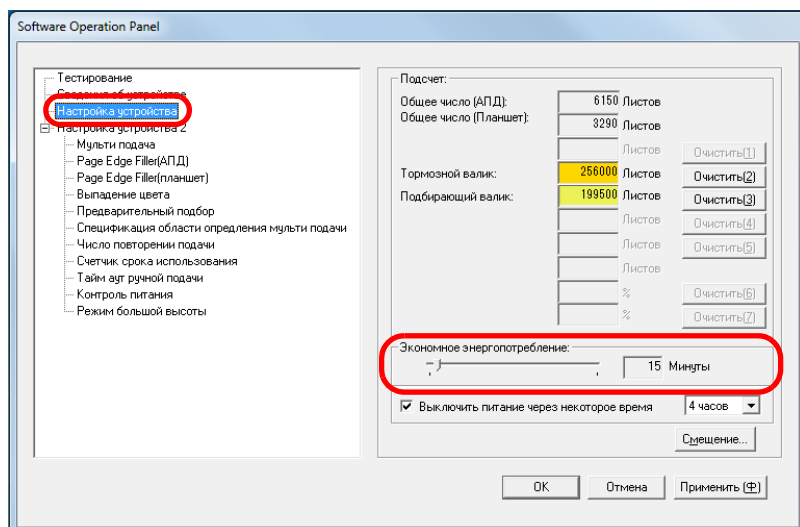 Software Operation Panel
Тестирование
Сведения об устройстве
Настройка устройства
Настройка устройства 2
Мульти подача
Page Edge Filler(АПД)
Page Edge Filler(планшет)
Выпадение цвета
Предварительный подбор
Спецификация области опредления мульти подачи
Число повторении подачи
Счетчик срока использования
Тайм аут ручной подачи
Контроль питания
Режим большой высоты
Подсчет:
Общее число (АПД): 6150 Листов
Общее число (Планшет): 3290 Листов
Листов Очистить(1)
Тормозной валик: 256000 Листов Очистить(2)
Подбирающий валик: 199500 Листов Очистить(3)
Листов Очистить(4)
Листов Очистить(5)
Листов
% Очистить(6)
% Очистить(7)
Экономное энергопотребление:
15 Минуты
Выключить питание через некоторое время 4 часов
Смещение...
OK Отмена Применить (Ф)